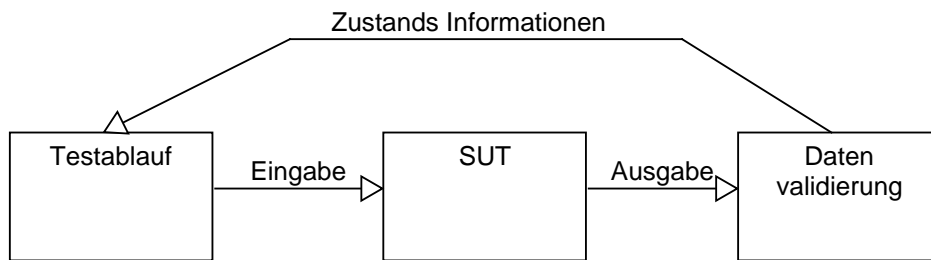 Zustands Informationen
Testablauf
Eingabe
SUT
Ausgabe
Daten
validierung